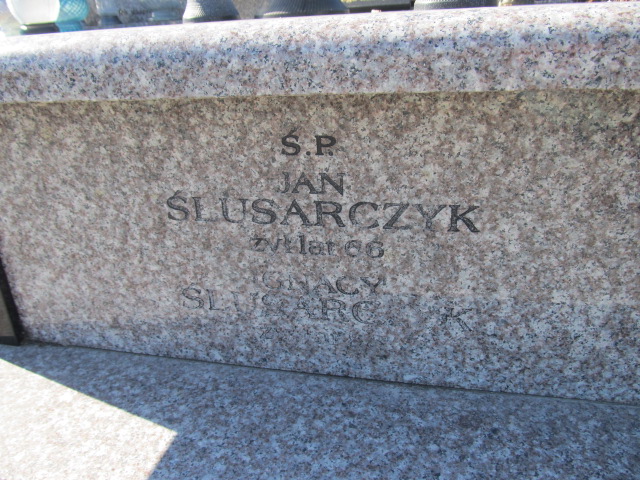 Ś.P.
JAN
ŚLUSARCZYK
żył lat 66
IGNACY
ŚLUSARCZYK